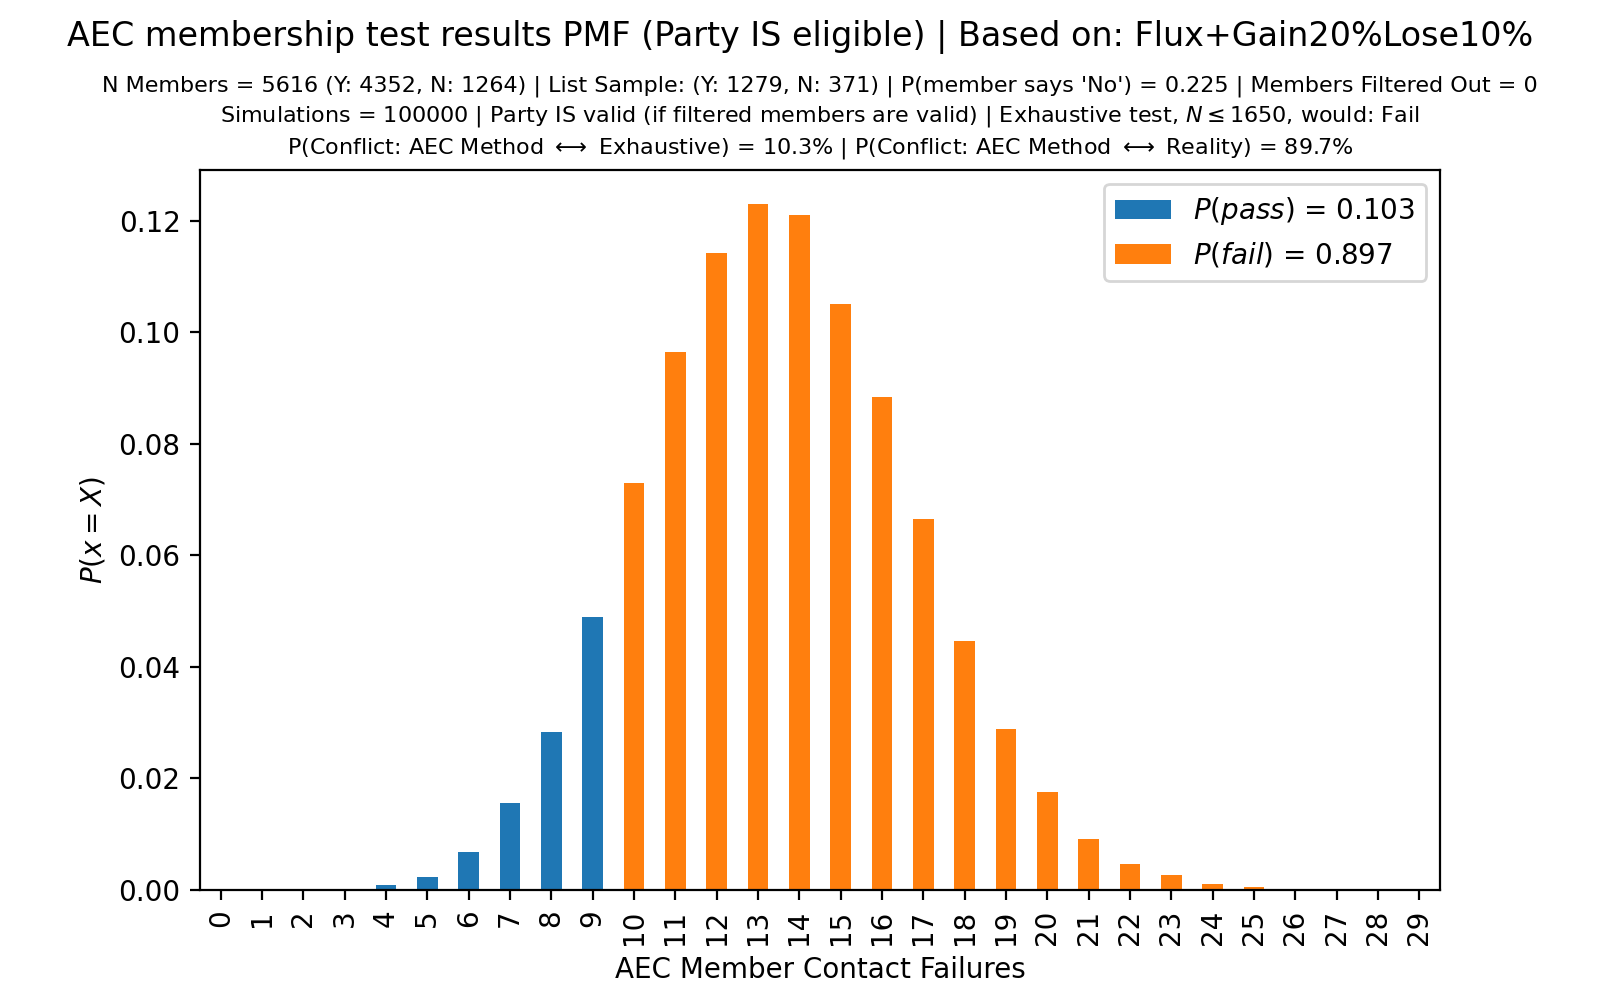 AEC membership test results PMF (Party IS eligible) | Based on: Flux+Gain20%Lose10%
N Members = 5616 (Y: 4352, N: 1264) | List Sample: (Y: 1279, N: 371) | P(member says 'No') = 0.225 | Members Filtered Out = 0
Simulations = 100000 | Party IS valid (if filtered members are valid) | Exhaustive test, N ≤ 1650, would: Fail
P(Conflict: AEC Method ⟷ Exhaustive) = 10.3% | P(Conflict: AEC Method ⟷ Reality) = 89.7%
P(pass) = 0.103
P(fail) = 0.897
0.12
0.10
0.08
0.06
0.04
0.02
0.00
P(x = X)
0 1 2 3 4 5 6 7 8 9 10 11 12 13 14 15 16 17 18 19 20 21 22 23 24 25 26 27 28 29
AEC Member Contact Failures